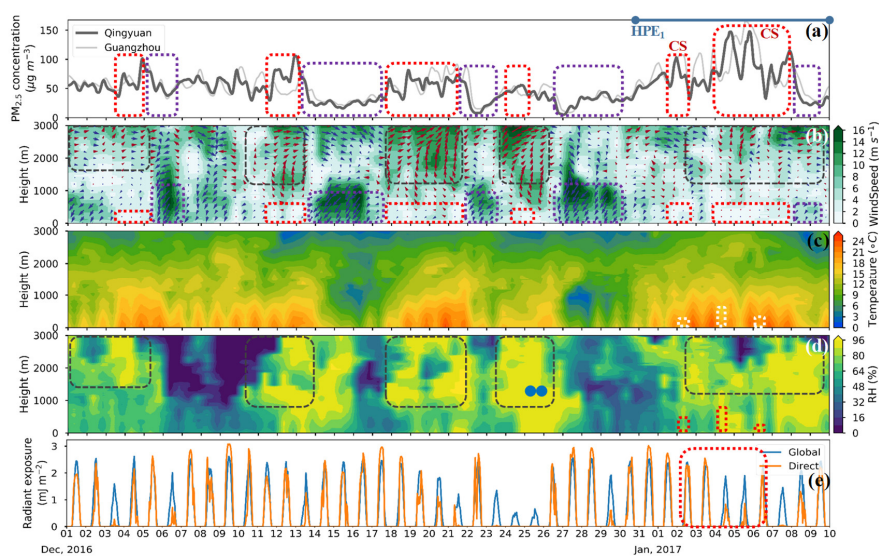 Qingyuan
Guangzhou
HPE1
CS
CS
(a)
PM2.5 concentration
(μg m−3)
150
100
50
0
(b)
Height (m)
3000
2000
1000
0
16
14
12
10
8
6
4
2
0
WindSpeed (m s−1)
(c)
Height (m)
3000
2000
1000
0
24
21
18
15
12
9
6
3
0
Temperature (∘C)
(d)
Height (m)
3000
2000
1000
0
96
80
64
48
32
16
0
RH (%)
Radiant exposure
(MJ m−2)
3
2
1
0
Global
Direct
(e)
01 02 03 04 05 06 07 08 09 10 11 12 13 14 15 16 17 18 19 20 21 22 23 24 25 26 27 28 29 30 31 01 02 03 04 05 06 07 08 09 10
Dec, 2016
Jan, 2017